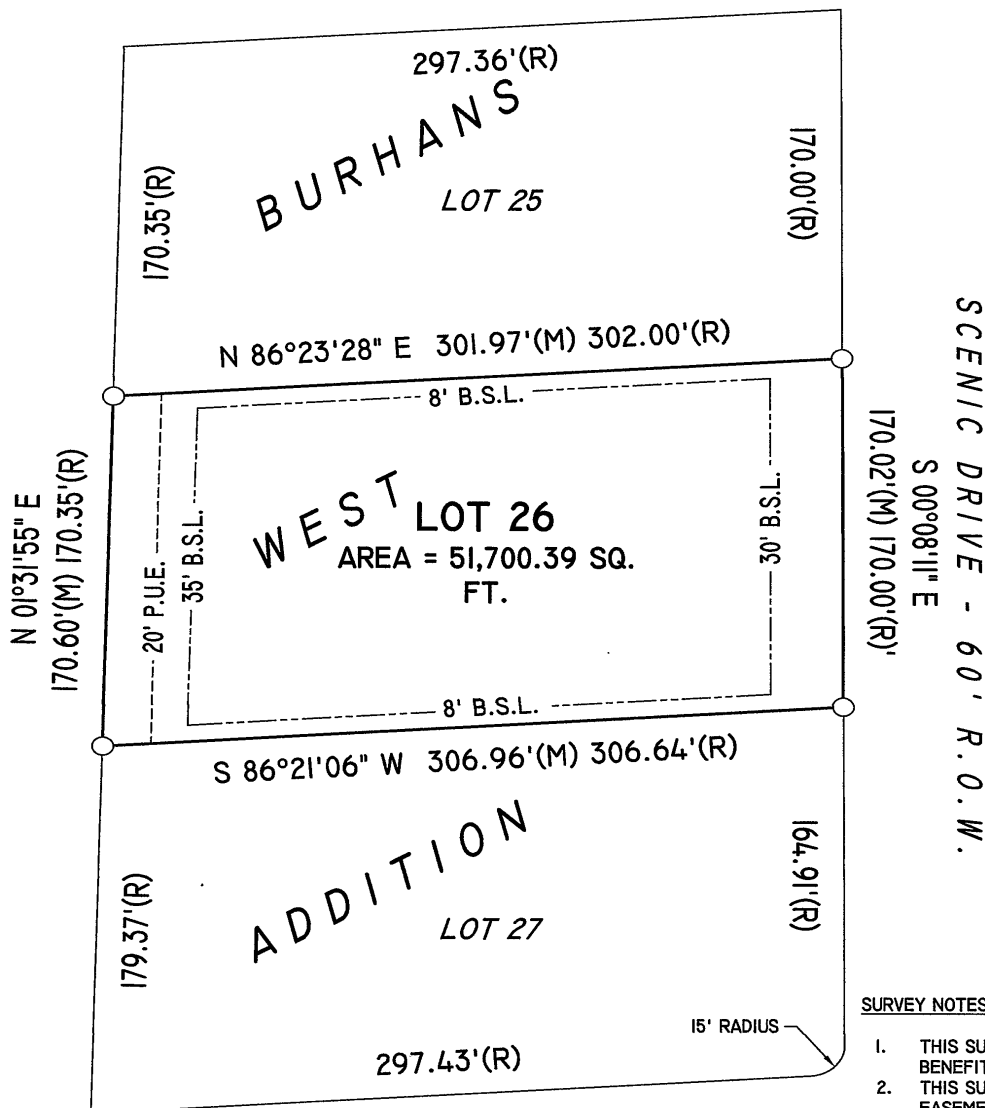 297.36'(R)
BURHANS
170.35'(R)
LOT 25
170.00'(R)
N 86°23'28" E 301.97'(M) 302.00'(R)
8' B.S.L.
N 01°31'55" E
170.60'(M) 170.35'(R)
20' P.U.E.
35' B.S.L.
WEST
LOT 26
AREA = 51,700.39 SQ.
FT.
30' B.S.L.
170.02'(M) 170.00'(R)'
S 00°08'11" E
SCENIC DRIVE - 60' R.O.W.
8' B.S.L.
S 86°21'06" W 306.96'(M) 306.64'(R)
ADDITION
179.37'(R)
LOT 27
164.91'(R)
15' RADIUS
297.43'(R)
SURVEY NOTES
1. THIS SU
BENEFIT
2. THIS SU
EASEME